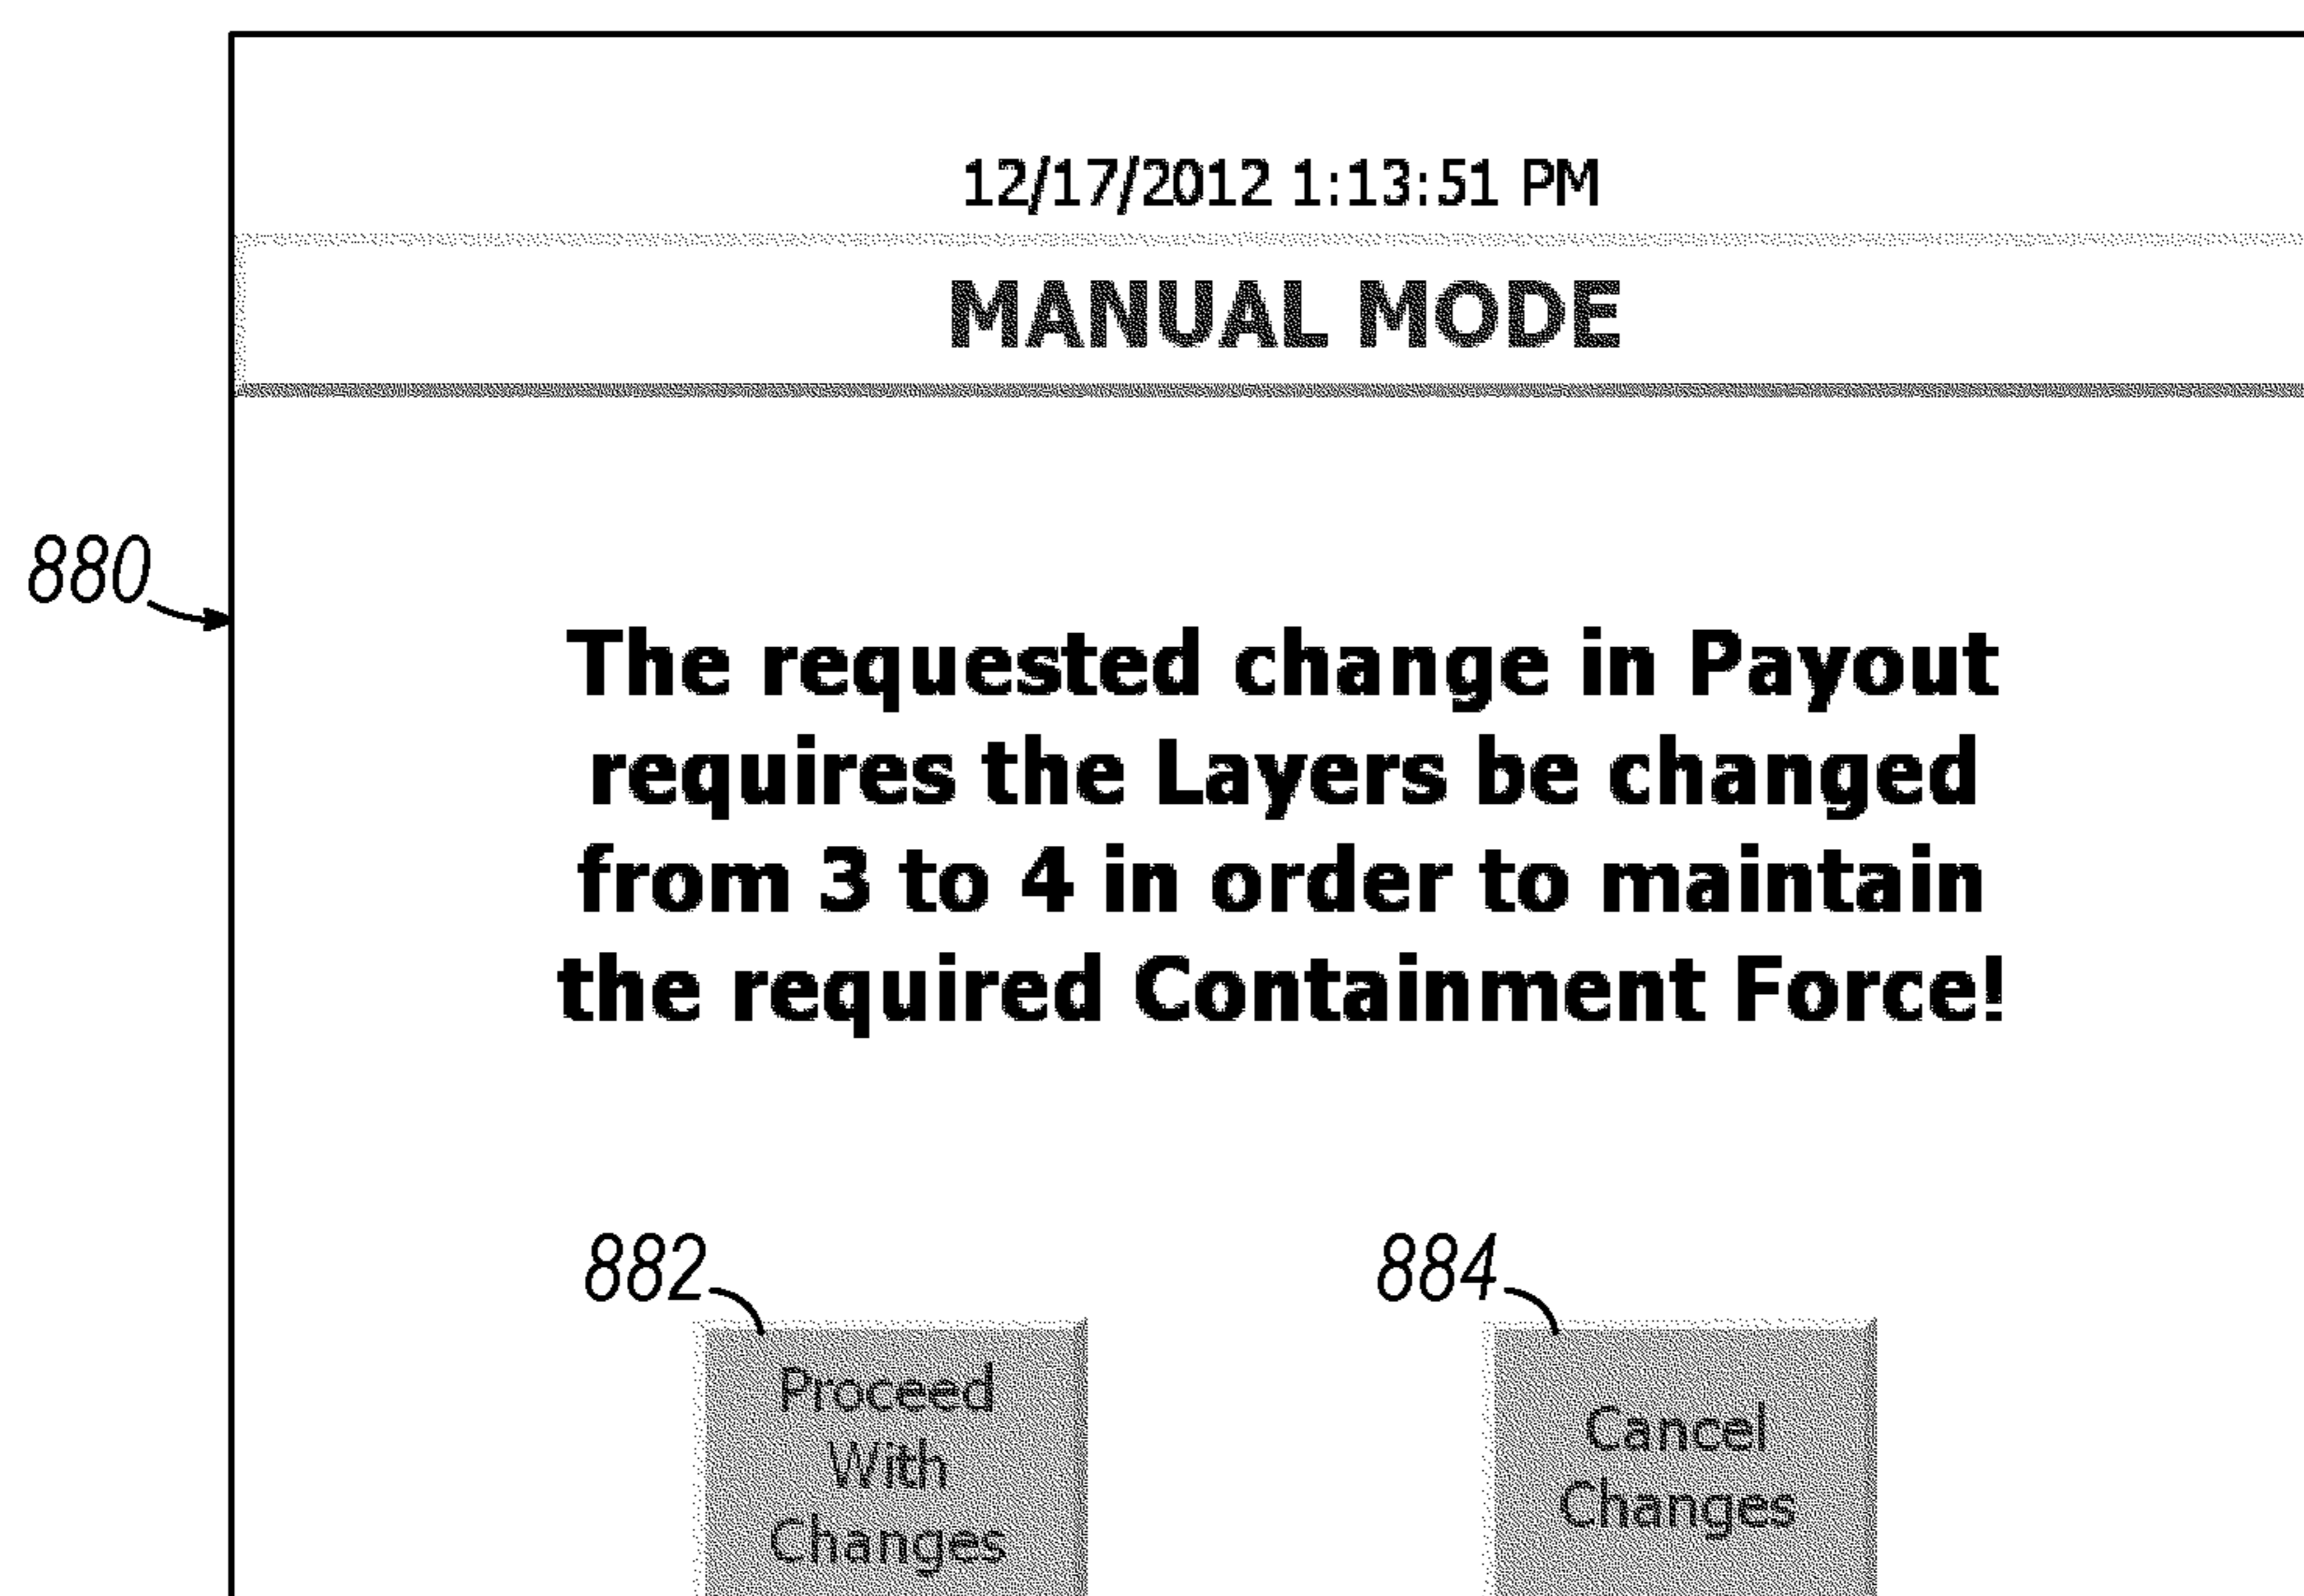 12/17/2012 1:13:51 PM
MANUAL MODE
880
The requested change in Payout
requires the Layers be changed
from 3 to 4 in order to maintain
the required Containment Force!
882
884
Proceed
With
Changes
Cancel
Changes